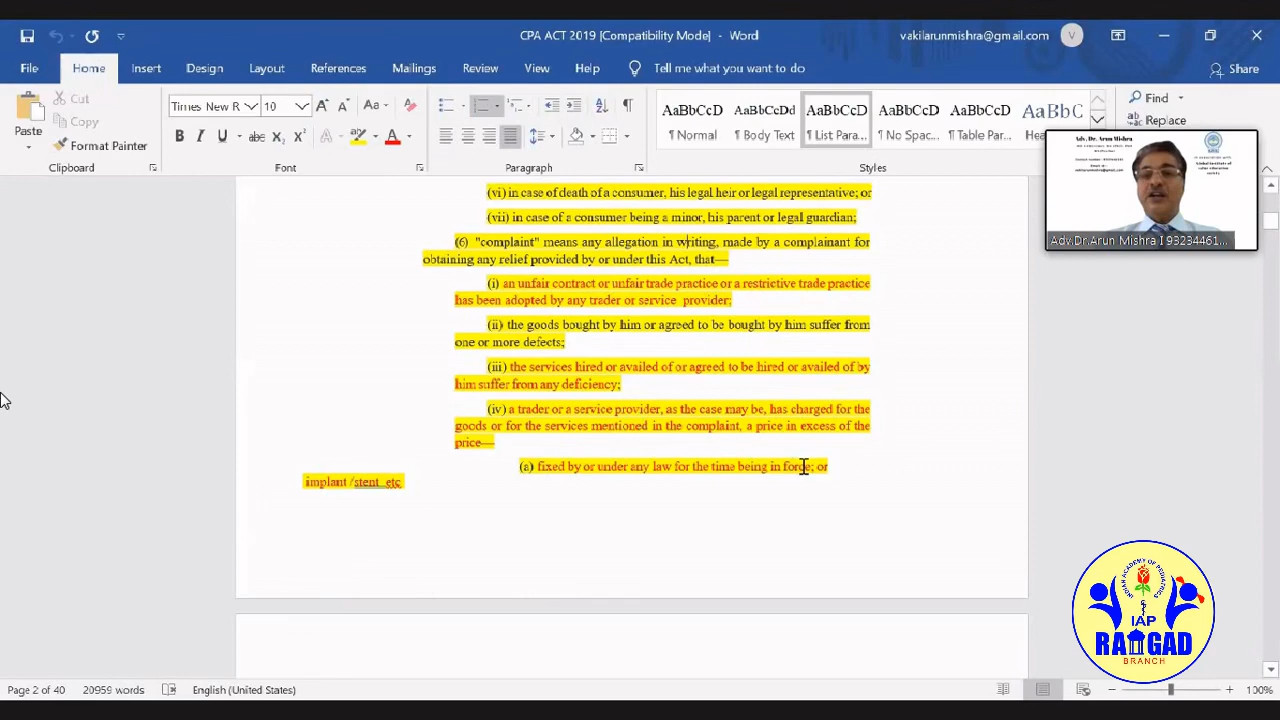 CPA ACT 2019 [Compatibility Mode] - Word
vakilarunmishra@gmail.com
V
File Home Insert Design Layout References Mailings Review View Help Tell me what you want to do
Share
Paste
Cut
Copy
Format Painter
Clipboard
Times New R 10
Font
Paragraph
AaBbCcD AaBbCcDd AaBbCcD AaBbCcD AaBbCcD AaBbC
¶ Normal ¶ Body Text ¶ List Para... ¶ No Spac... ¶ Table Par... Heading
Styles
Find
Replace
Adv. Dr. Arun Mishra
Adv.Dr.Arun Mishra I 93234461...
(vi) in case of death of a consumer, his legal heir or legal representative; or
(vii) in case of a consumer being a minor, his parent or legal guardian;
(6) "complaint" means any allegation in writing, made by a complainant for
obtaining any relief provided by or under this Act, that—
(i) an unfair contract or unfair trade practice or a restrictive trade practice
has been adopted by any trader or service provider;
(ii) the goods bought by him or agreed to be bought by him suffer from
one or more defects;
(iii) the services hired or availed of or agreed to be hired or availed of by
him suffer from any deficiency;
(iv) a trader or a service provider, as the case may be, has charged for the
goods or for the services mentioned in the complaint, a price in excess of the
price—
(a) fixed by or under any law for the time being in force; or
implant /stent etc
INDIAN ACADEMY OF PEDIATRICS
IAP
RAIGAD
BRANCH
Page 2 of 40 20959 words English (United States) 100%